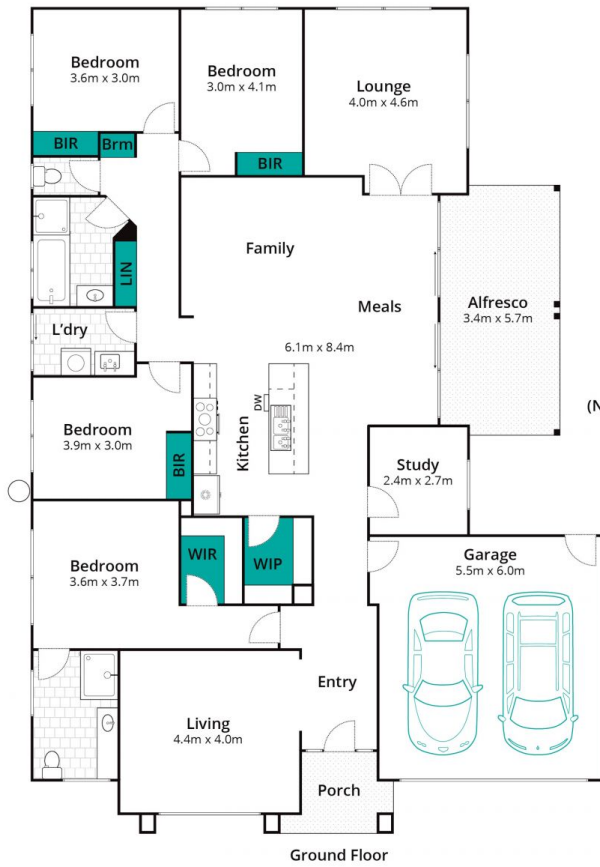 Bedroom
3.6m x 3.0m
Bedroom
3.0m x 4.1m
Lounge
4.0m x 4.6m
BIR
Brm
BIR
LIN
Family
Meals
6.1m x 8.4m
Alfresco
3.4m x 5.7m
L'dry
Bedroom
3.9m x 3.0m
BIR
Kitchen
DW
(N
Study
2.4m x 2.7m
Bedroom
3.6m x 3.7m
WIR
WIP
Garage
5.5m x 6.0m
Entry
Living
4.4m x 4.0m
Porch
Ground Floor